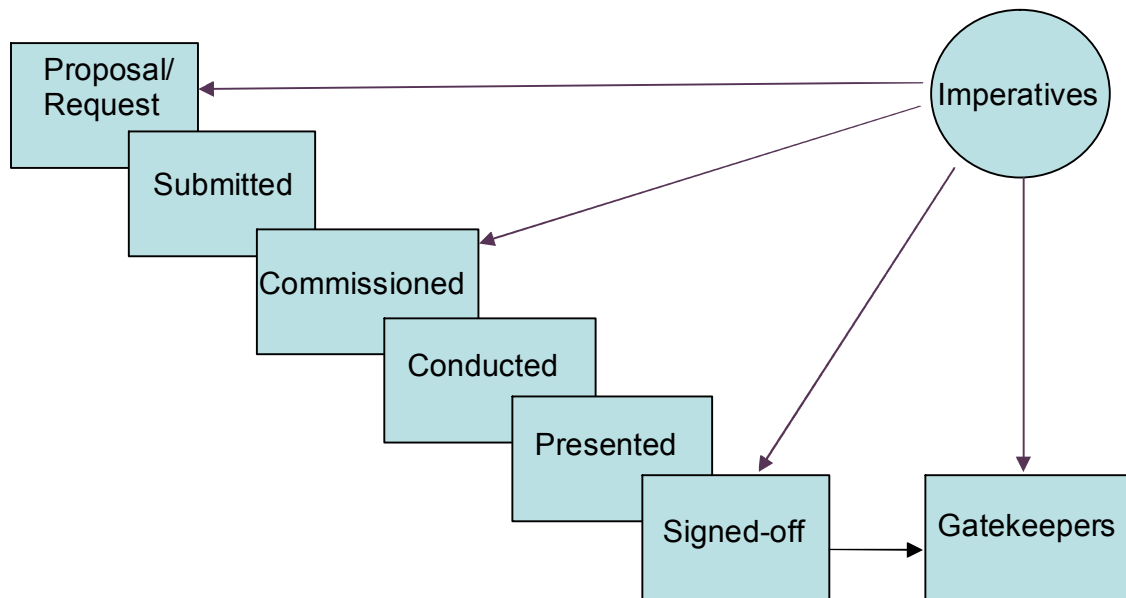 Proposal/
Request
Imperatives
Submitted
Commissioned
Conducted
Presented
Signed-off
Gatekeepers